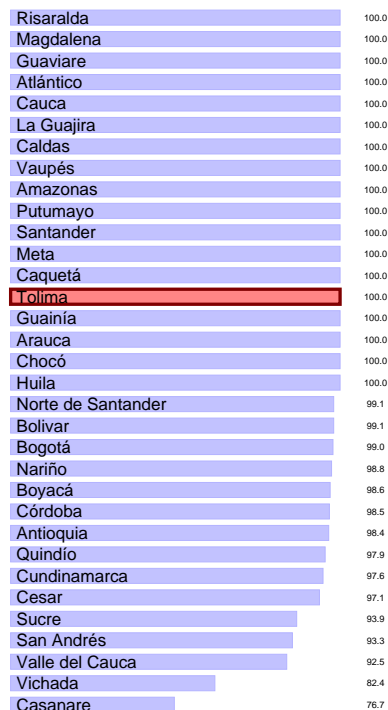 Risaralda 100.0
Magdalena 100.0
Guaviare 100.0
Atlántico 100.0
Cauca 100.0
La Guajira 100.0
Caldas 100.0
Vaupés 100.0
Amazonas 100.0
Putumayo 100.0
Santander 100.0
Meta 100.0
Caquetá 100.0
Tolima 100.0
Guainía 100.0
Arauca 100.0
Chocó 100.0
Huila 100.0
Norte de Santander 99.1
Bolivar 99.1
Bogotá 99.0
Nariño 98.8
Boyacá 98.6
Córdoba 98.5
Antioquia 98.4
Quindío 97.9
Cundinamarca 97.6
Cesar 97.1
Sucre 93.9
San Andrés 93.3
Valle del Cauca 92.5
Vichada 82.4
Casanare 76.7